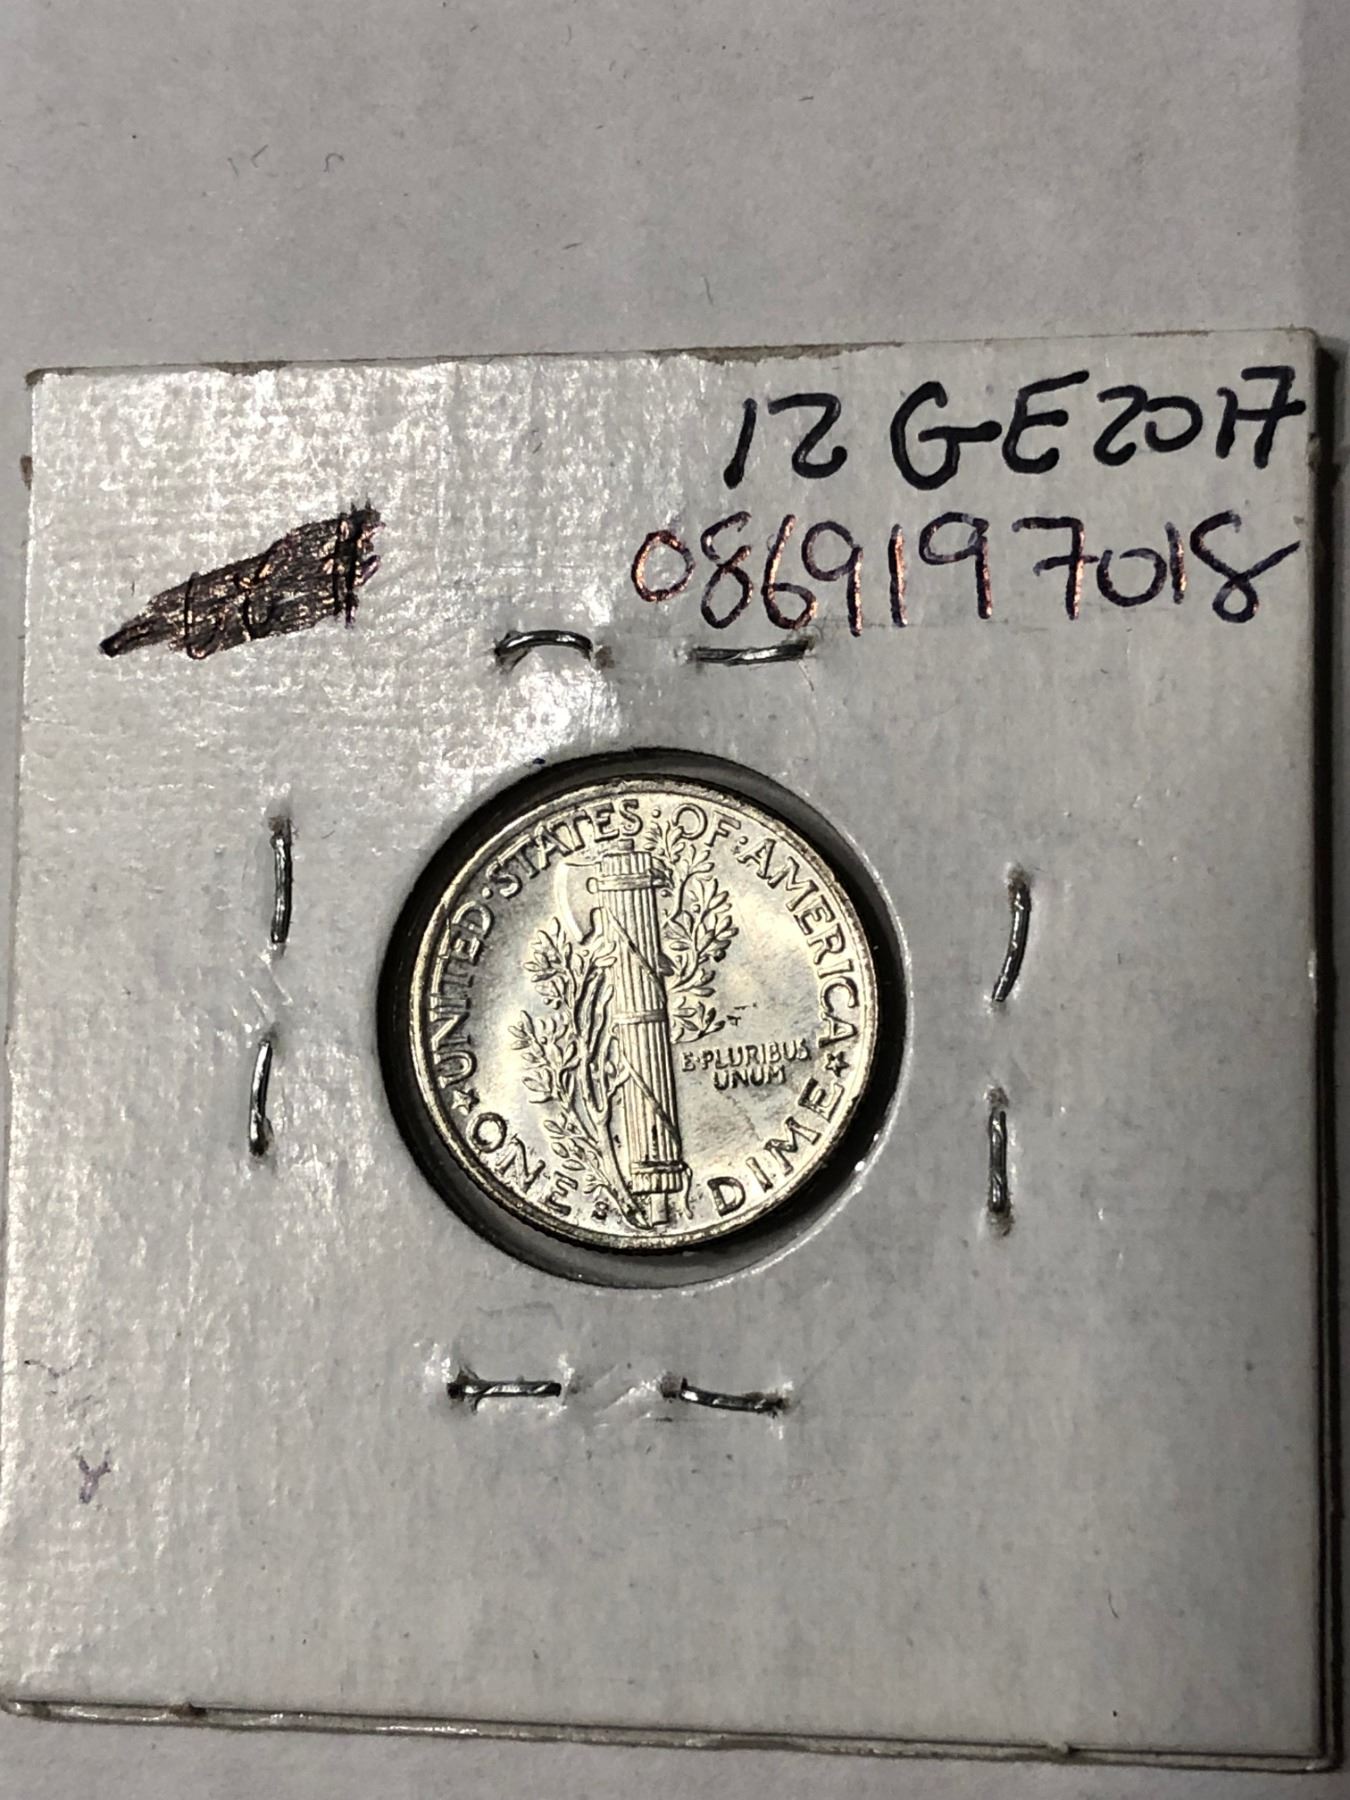 12 GE2017
0869197018
UNITED·STATES·OF·AMERICA
E·PLURIBUS
UNUM
ONE DIME
S
Y